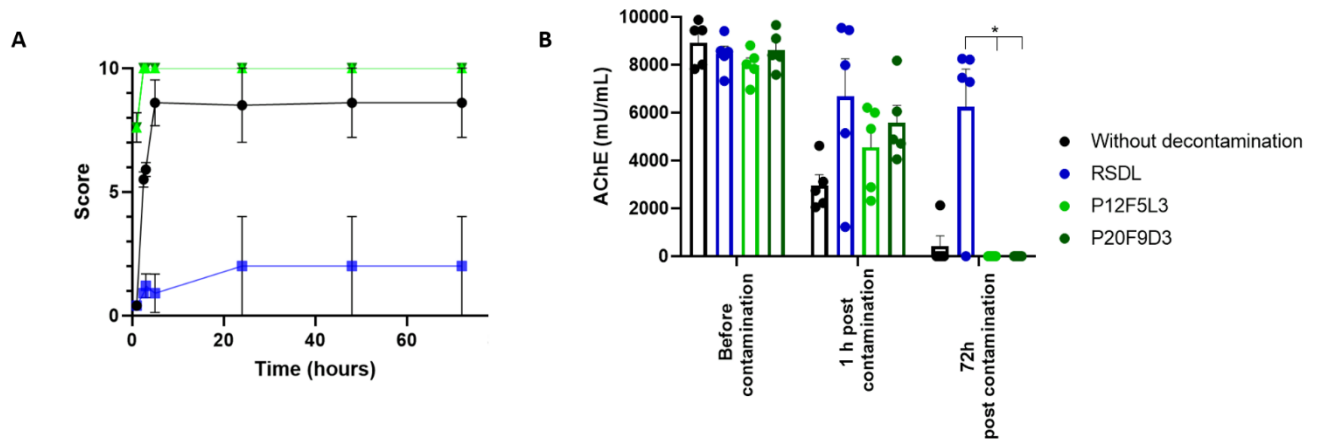 A
Score
10
5
0
0
20
40
60
Time (hours)
B
AChE (mU/mL)
10000
8000
6000
4000
2000
0
*
Before
contamination
1 h post
contamination
72h
post contamination
Without decontamination
RSDL
P12F5L3
P20F9D3